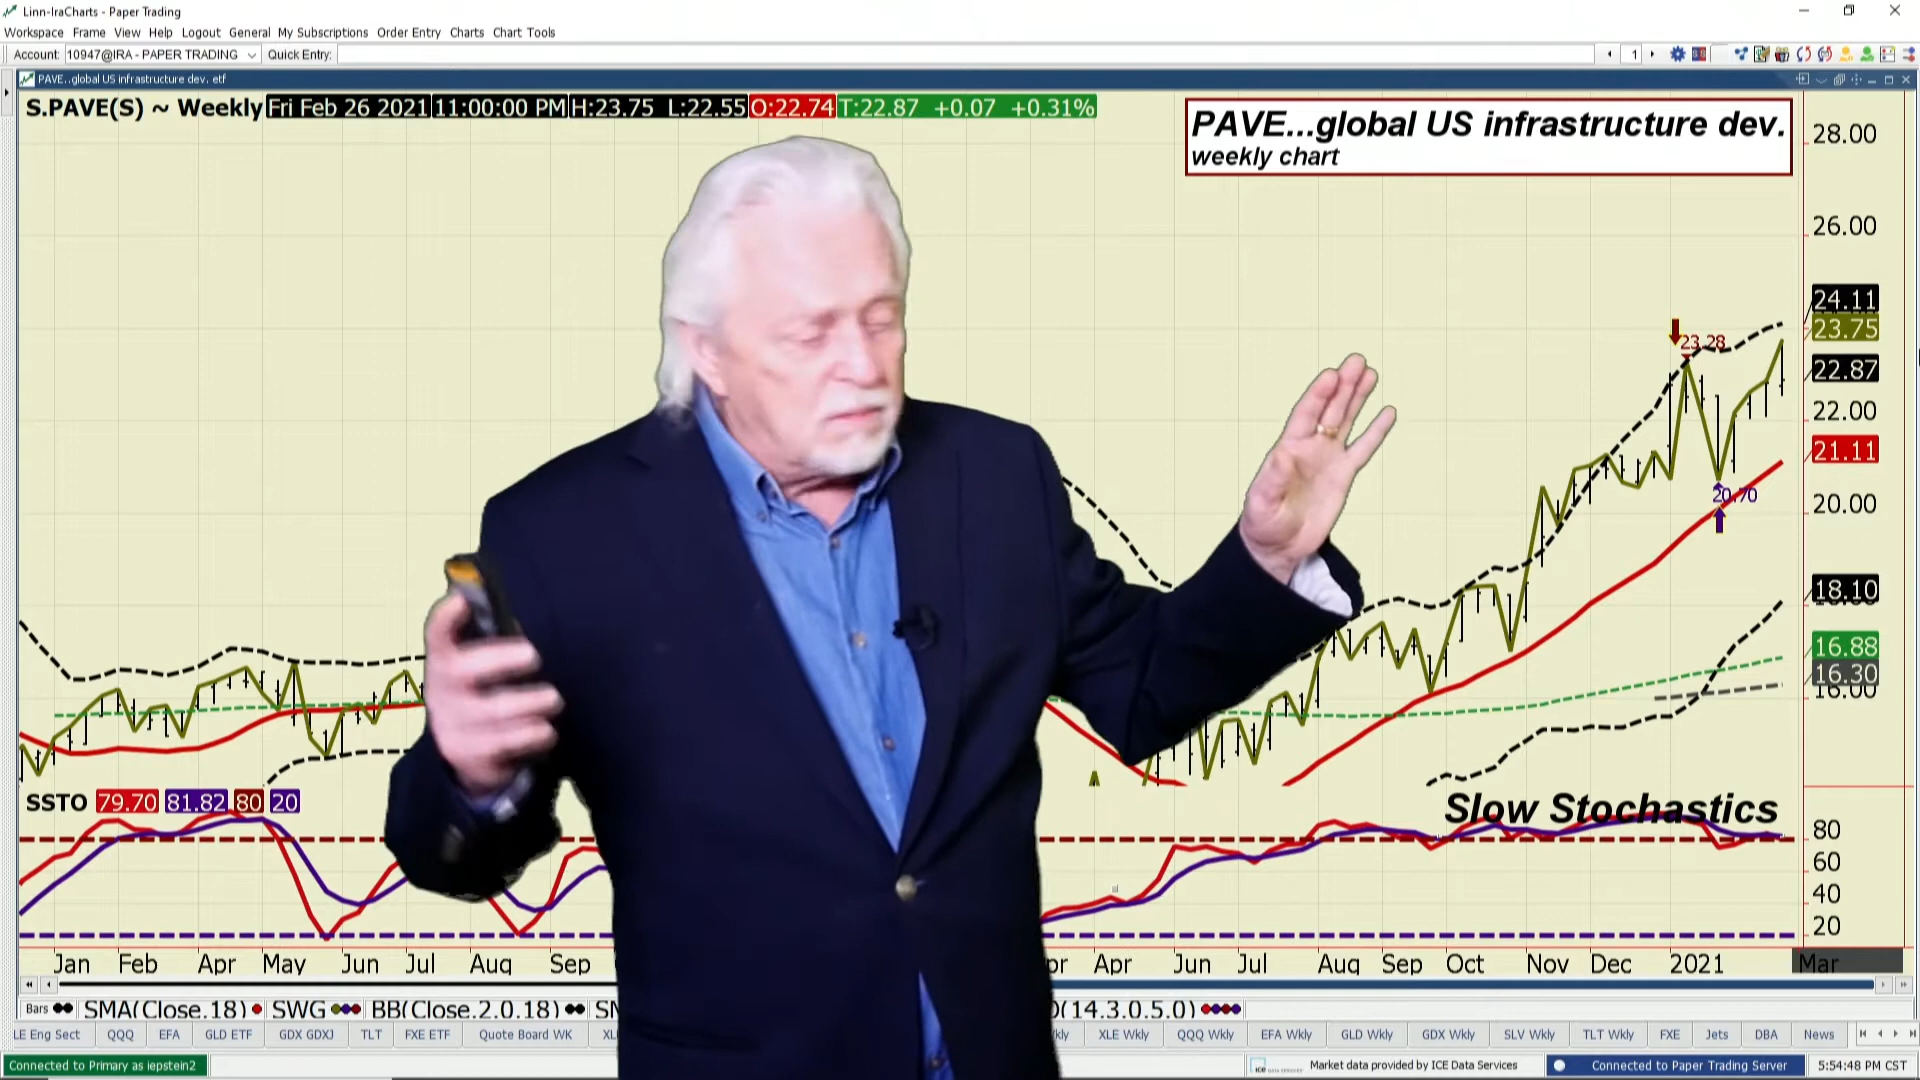 Linn-IraCharts - Paper Trading
Workspace Frame View Help Logout General My Subscriptions Order Entry Charts Chart Tools
Account: 10947@IRA - PAPER TRADING Quick Entry: 1
PAVE..global US infrastructure dev. etf
S.PAVE(S) ~ Weekly Fri Feb 26 2021 11:00:00 PM H:23.75 L:22.55 O:22.74 T:22.87 +0.07 +0.31%
PAVE...global US infrastructure dev.
weekly chart
28.00
26.00
24.11
23.75
23.28
22.87
22.00
21.11
20.70
20.00
18.10
16.88
16.30
16.00
SSTO 79.70 81.82 80 20
Slow Stochastics
80
60
40
20
Jan Feb Apr May Jun Jul Aug Sep Apr Jun Jul Aug Sep Oct Nov Dec 2021 Mar
Bars SMA(Close.18) SWG BB(Close.2.0.18) (14.3.0.5.0)
LE Eng Sect QQQ EFA GLD ETF GDX GDXJ TLT FXE ETF Quote Board WK XL XLE Wkly QQQ Wkly EFA Wkly GLD Wkly GDX Wkly SLV Wkly TLT Wkly FXE Jets DBA News
Connected to Primary as iepstein2 ice Market data provided by ICE Data Services Connected to Paper Trading Server 5:54:48 PM CST